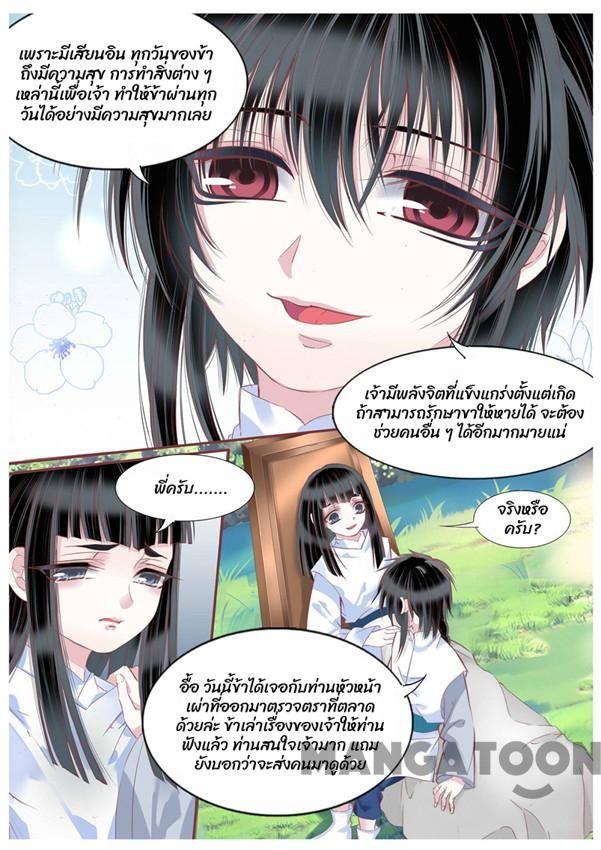 เพราะมีเสียนอิน ทุกวันของข้า
ถึงมีความสุข การทำสิ่งต่าง ๆ
เหล่านี้เพื่อเจ้า ทำให้ข้าผ่านทุก
วันได้อย่างมีความสุขมากเลย
เจ้ามีพลังจิตที่แข็งแกร่งตั้งแต่เกิด
ถ้าสามารถรักษาขาให้หายได้ จะต้อง
ช่วยคนอื่น ๆ ได้อีกมากมายแน่
พี่ครับ.......
จริงหรือ
ครับ?
อื้อ วันนี้ข้าได้เจอกับท่านหัวหน้า
เผ่าที่ออกมาตรวจตราที่ตลาด
ด้วยล่ะ ข้าเล่าเรื่องของเจ้าให้ท่าน
ฟังแล้ว ท่านสนใจเจ้ามาก แถม
ยังบอกว่าจะส่งคนมาดูด้วย
MANGATOON